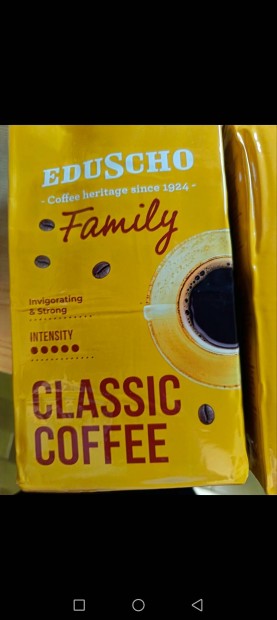 EDUSCHO
- Coffee heritage since 1924 -
Family
Invigorating
& Strong
INTENSITY
CLASSIC
COFFEE